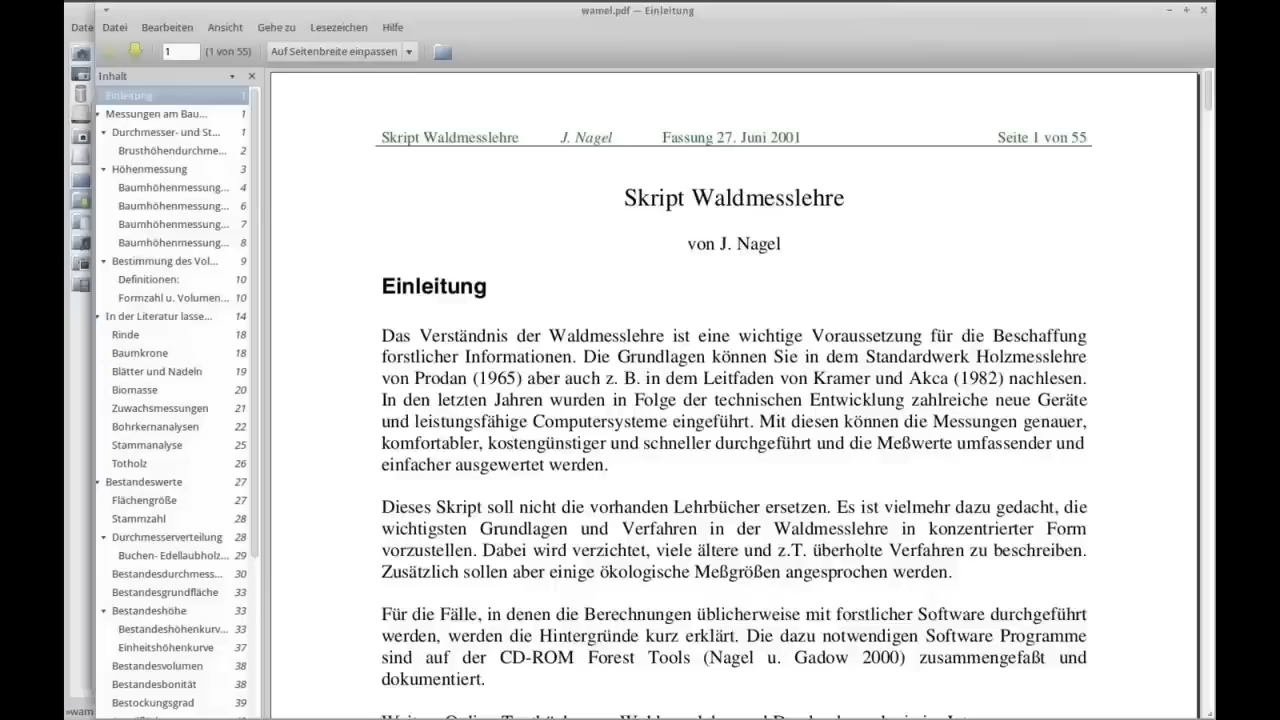 wamel.pdf — Einleitung
Date
Datei Bearbeiten Ansicht Gehe zu Lesezeichen Hilfe
1 (1 von 55) Auf Seitenbreite einpassen
Inhalt
Einleitung 1
Messungen am Bau... 1
Durchmesser- und St... 1
Brusthöhendurchme... 2
Höhenmessung 3
Baumhöhenmessung... 4
Baumhöhenmessung... 6
Baumhöhenmessung... 7
Baumhöhenmessung... 8
Bestimmung des Vol... 9
Definitionen: 10
Formzahl u. Volumen... 10
In der Literatur lasse... 14
Rinde 18
Baumkrone 18
Blätter und Nadeln 19
Biomasse 20
Zuwachsmessungen 21
Bohrkernanalysen 22
Stammanalyse 25
Totholz 26
Bestandeswerte 27
Flächengröße 27
Stammzahl 28
Durchmesserverteilung 28
Buchen- Edellaubholz... 29
Bestandesdurchmess... 30
Bestandesgrundfläche 33
Bestandeshöhe 33
Bestandeshöhenkurv... 33
Einheitshöhenkurve 37
Bestandesvolumen 38
Bestandesbonität 38
Bestockungsgrad 39
»wam
Skript Waldmesslehre J. Nagel Fassung 27. Juni 2001 Seite 1 von 55
Skript Waldmesslehre
von J. Nagel
Einleitung
Das Verständnis der Waldmesslehre ist eine wichtige Voraussetzung für die Beschaffung
forstlicher Informationen. Die Grundlagen können Sie in dem Standardwerk Holzmesslehre
von Prodan (1965) aber auch z. B. in dem Leitfaden von Kramer und Akca (1982) nachlesen.
In den letzten Jahren wurden in Folge der technischen Entwicklung zahlreiche neue Geräte
und leistungsfähige Computersysteme eingeführt. Mit diesen können die Messungen genauer,
komfortabler, kostengünstiger und schneller durchgeführt und die Meßwerte umfassender und
einfacher ausgewertet werden.
Dieses Skript soll nicht die vorhanden Lehrbücher ersetzen. Es ist vielmehr dazu gedacht, die
wichtigsten Grundlagen und Verfahren in der Waldmesslehre in konzentrierter Form
vorzustellen. Dabei wird verzichtet, viele ältere und z.T. überholte Verfahren zu beschreiben.
Zusätzlich sollen aber einige ökologische Meßgrößen angesprochen werden.
Für die Fälle, in denen die Berechnungen üblicherweise mit forstlicher Software durchgeführt
werden, werden die Hintergründe kurz erklärt. Die dazu notwendigen Software Programme
sind auf der CD-ROM Forest Tools (Nagel u. Gadow 2000) zusammengefaßt und
dokumentiert.